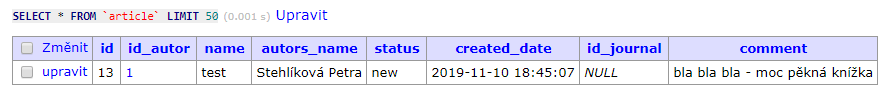 SELECT * FROM `article` LIMIT 50 (0.001 s) Upravit
Změnit id id_autor name autors_name status created_date id_journal comment
upravit 13 1 test Stehlíková Petra new 2019-11-10 18:45:07 NULL bla bla bla - moc pěkná knížka